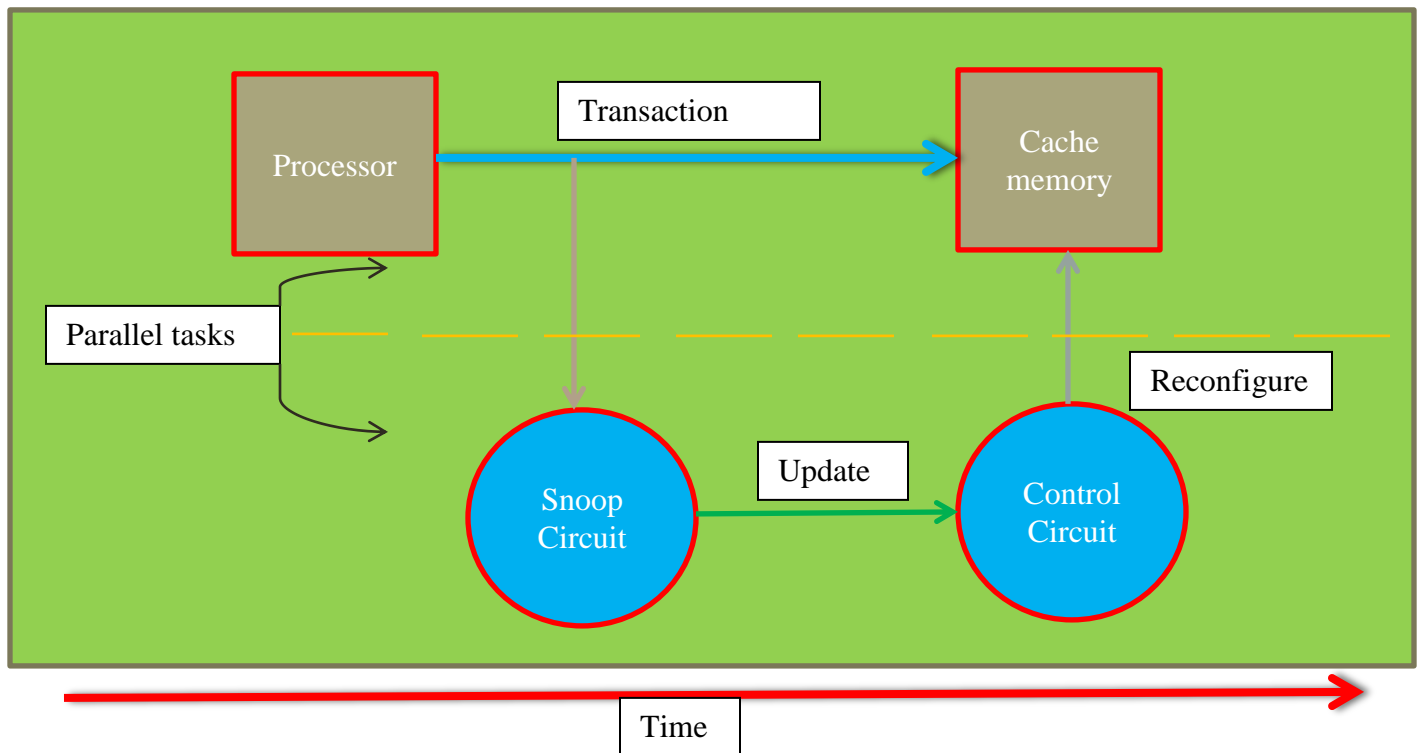 Transaction
Processor
Cache
memory
Parallel tasks
Reconfigure
Update
Snoop
Circuit
Control
Circuit
Time